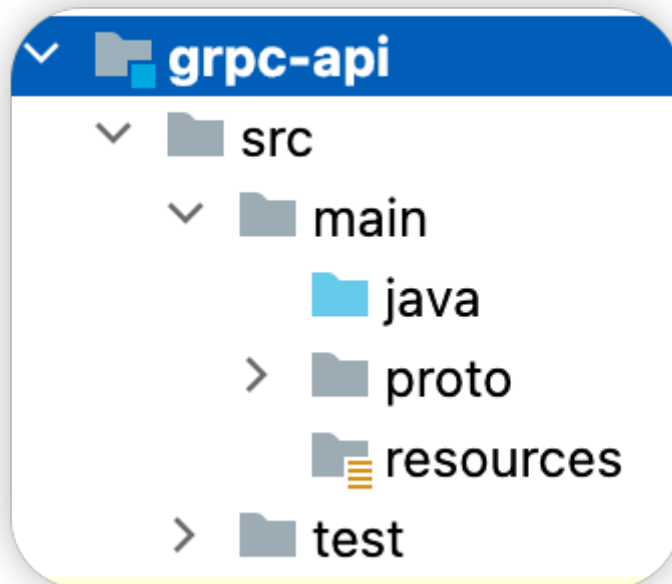 grpc-api
src
main
java
proto
resources
test